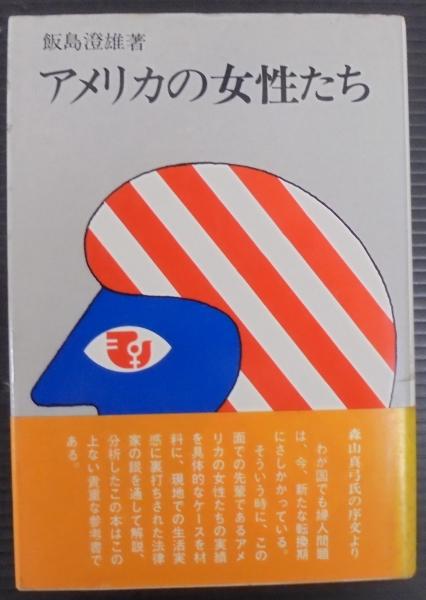 飯島澄雄著
アメリカの女性たち
森山真弓氏の序文より
わが国でも婦人問題
は、今、新たな転換期
にさしかかっている。
そういう時に、この
面での先輩であるアメ
リカの女性たちの実績
を具体的なケースを材
料に、現地での生活実
感に裏打ちされた法律
家の眼を通して解説、
分析したこの本はこの
上ない貴重な参考書で
ある。